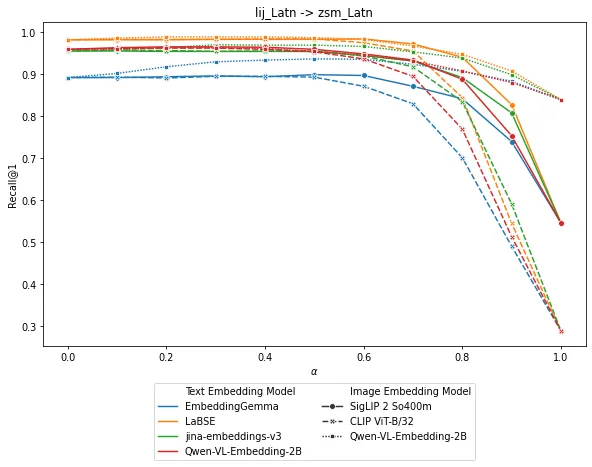 lij_Latn -> zsm_Latn
Recall@1
1.0
0.9
0.8
0.7
0.6
0.5
0.4
0.3
0.0
0.2
0.4
0.6
0.8
1.0
α
Text Embedding Model
EmbeddingGemma
LaBSE
jina-embeddings-v3
Qwen-VL-Embedding-2B
Image Embedding Model
SigLIP 2 So400m
CLIP ViT-B/32
Qwen-VL-Embedding-2B